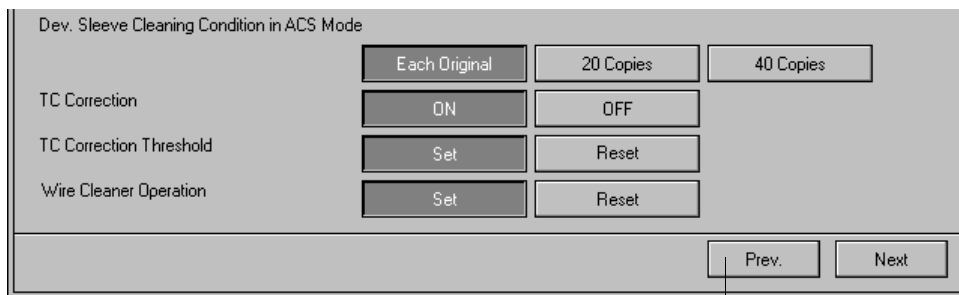 Dev. Sleeve Cleaning Condition in ACS Mode
Each Original 20 Copies 40 Copies
TC Correction ON OFF
TC Correction Threshold Set Reset
Wire Cleaner Operation Set Reset
Prev. Next